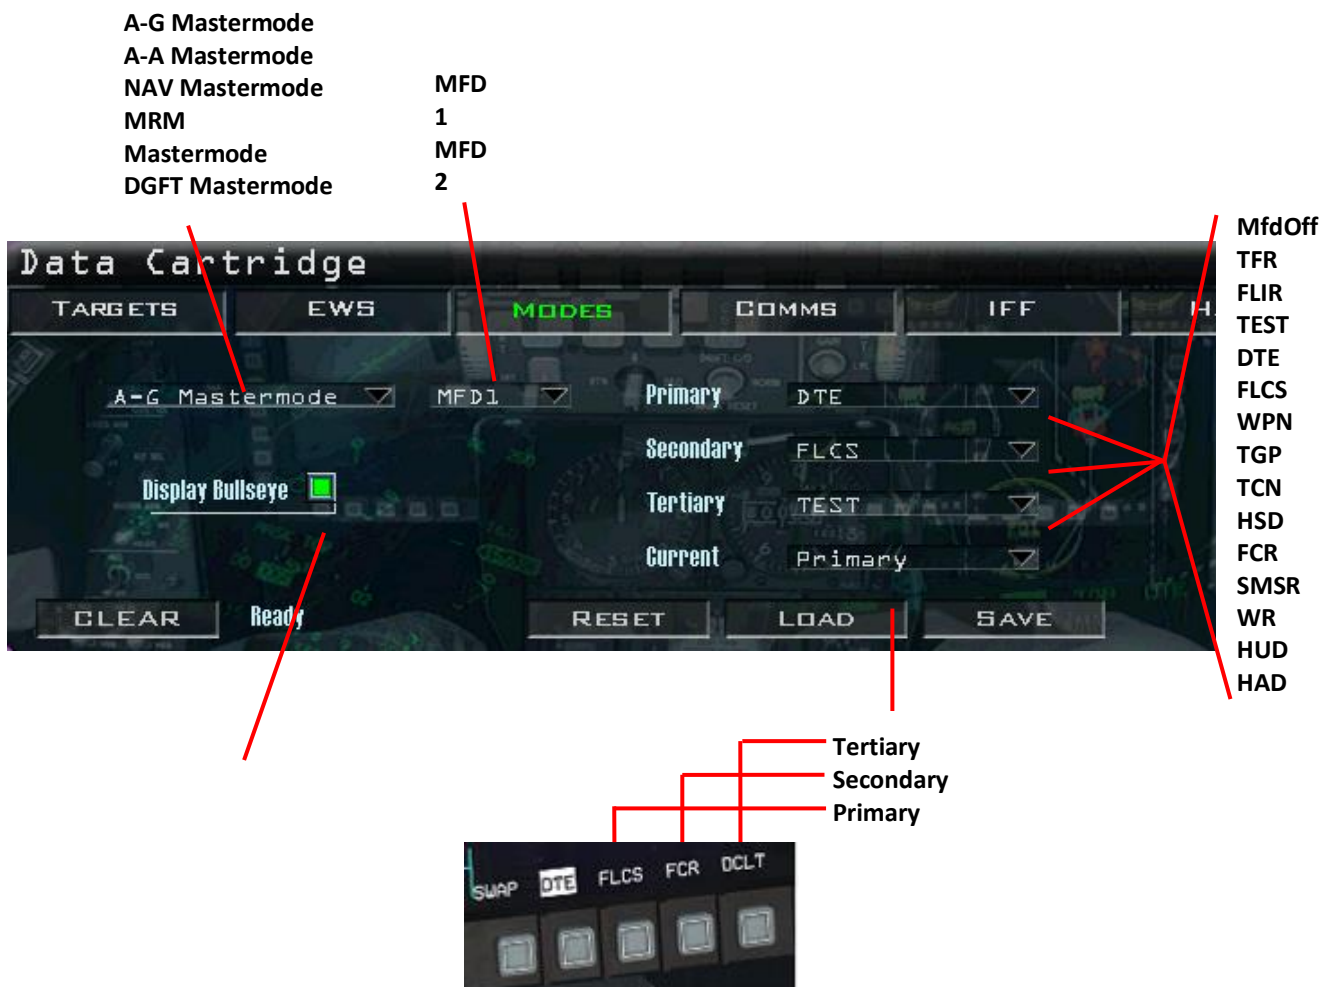 A-G Mastermode
A-A Mastermode
NAV Mastermode
MRM
Mastermode
DGFT Mastermode
MFD
1
MFD
2
MfdOff
TFR
FLIR
TEST
DTE
FLCS
WPN
TGP
TCN
HSD
FCR
SMSR
WR
HUD
HAD
Data Cartridge
TARGETS EWS MODES COMMS IFF
A-G Mastermode MFD1 Primary DTE
Secondary FLCS
Display Bullseye
Tertiary TEST
Current Primary
CLEAR Ready RESET LOAD SAVE
Tertiary
Secondary
Primary
SWAP DTE FLCS FCR DCLT